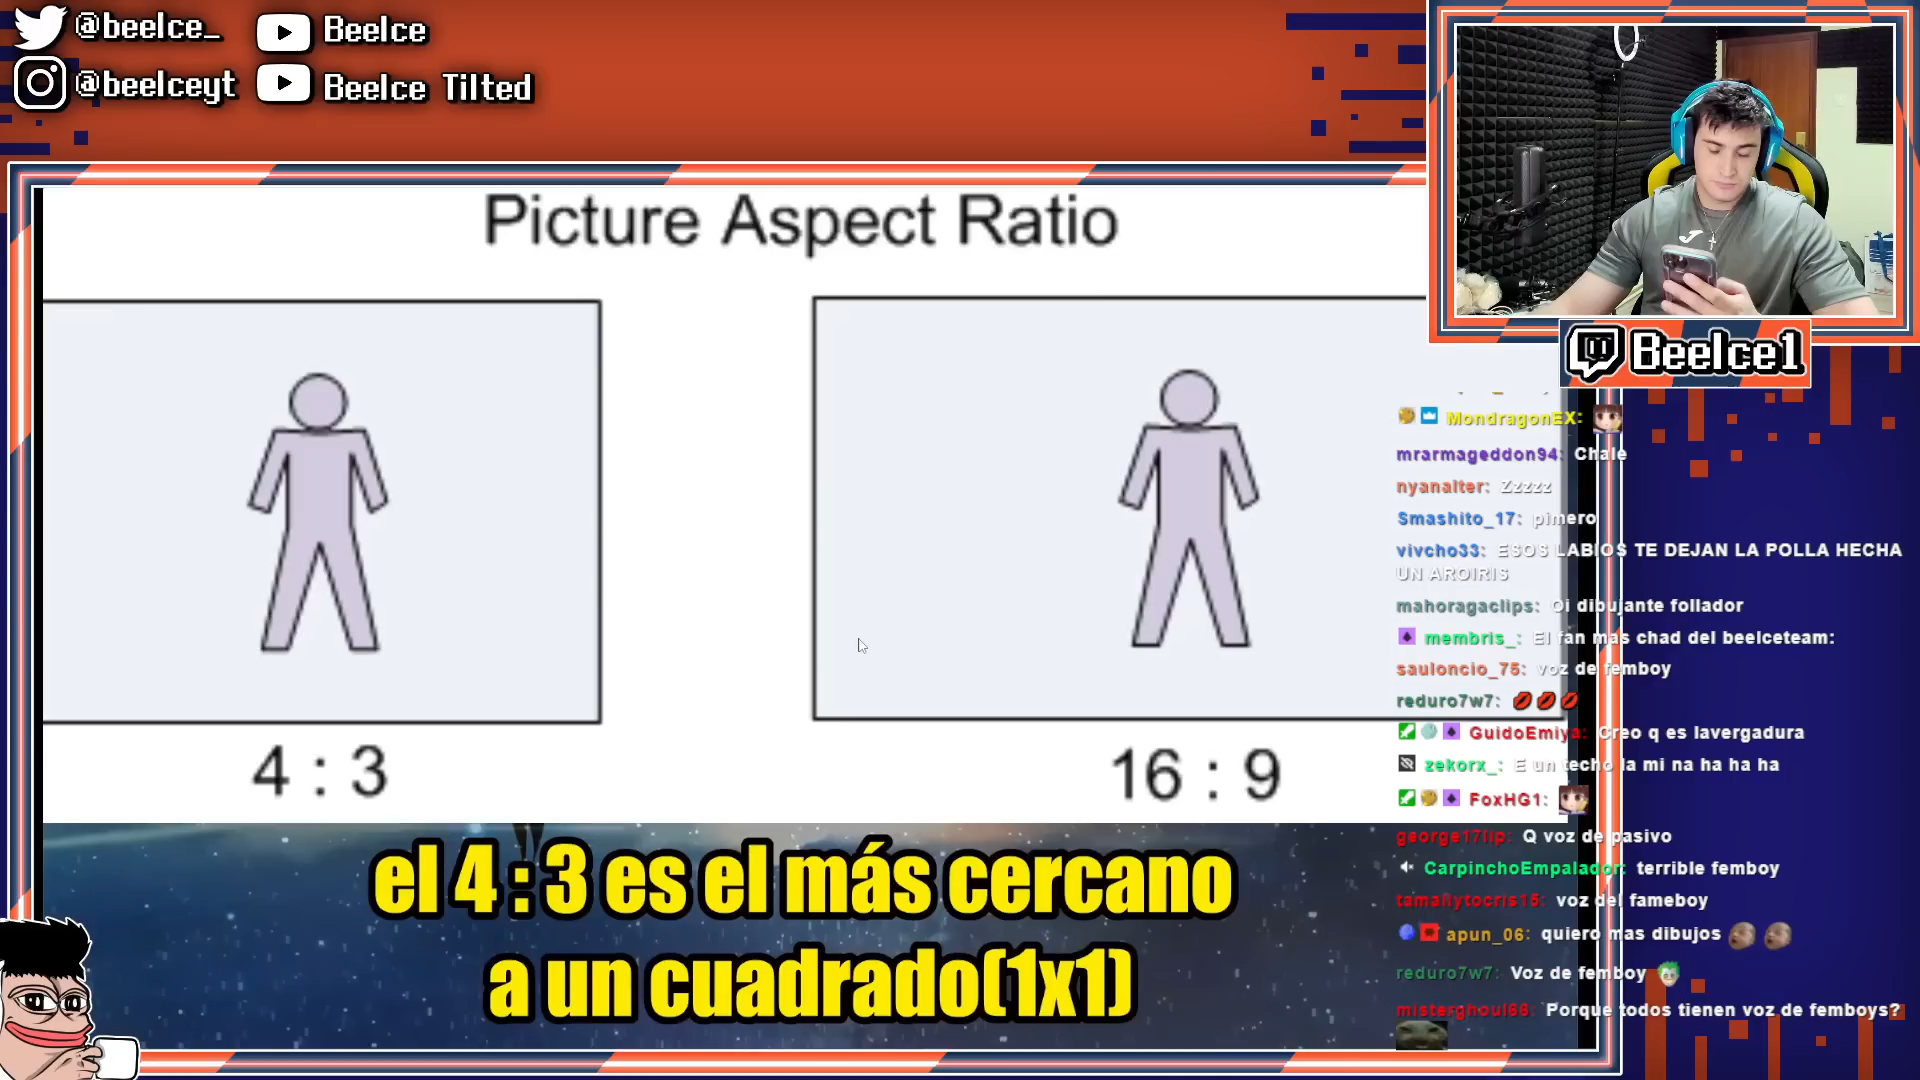 @beelce_
Beelce
@beelceyt
Beelce Tilted
Picture Aspect Ratio
4 : 3
16 : 9
el 4 : 3 es el más cercano
a un cuadrado(1x1)
Beelce1
MondragonEX:
mrarmageddon94: Chale
nyanalter: Zzzzz
Smashito_17: pimero
vivcho33: ESOS LABIOS TE DEJAN LA POLLA HECHA
UN AROIRIS
mahoragaclips: Oi dibujante follador
membris_: El fan mas chad del beelceteam:
sauloncio_75: voz de femboy
reduro7w7:
GuidoEmiya: Creo q es lavergadura
zekorx_: E un techo la mi na ha ha ha
FoxHG1:
george17lip: Q voz de pasivo
CarpinchoEmpalador: terrible femboy
tamañytocris15: voz del fameboy
apun_06: quiero mas dibujos
reduro7w7: Voz de femboy
misterghoul66: Porque todos tienen voz de femboys?